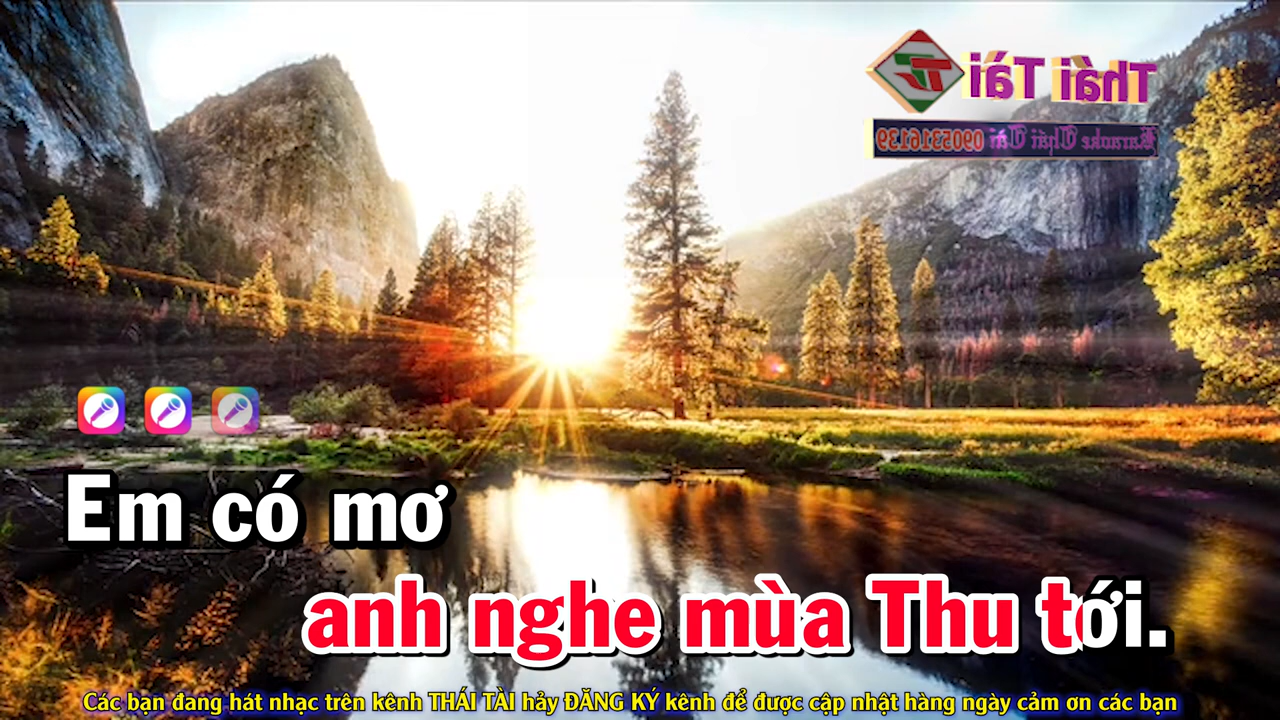 Thái Tài
Karaoke Thái Tài 0905316139
Em có mơ
anh nghe mùa Thu tới.
Các bạn đang hát nhạc trên kênh THÁI TÀI hảy ĐĂNG KÝ kênh để được cập nhật hàng ngày cảm ơn các bạn